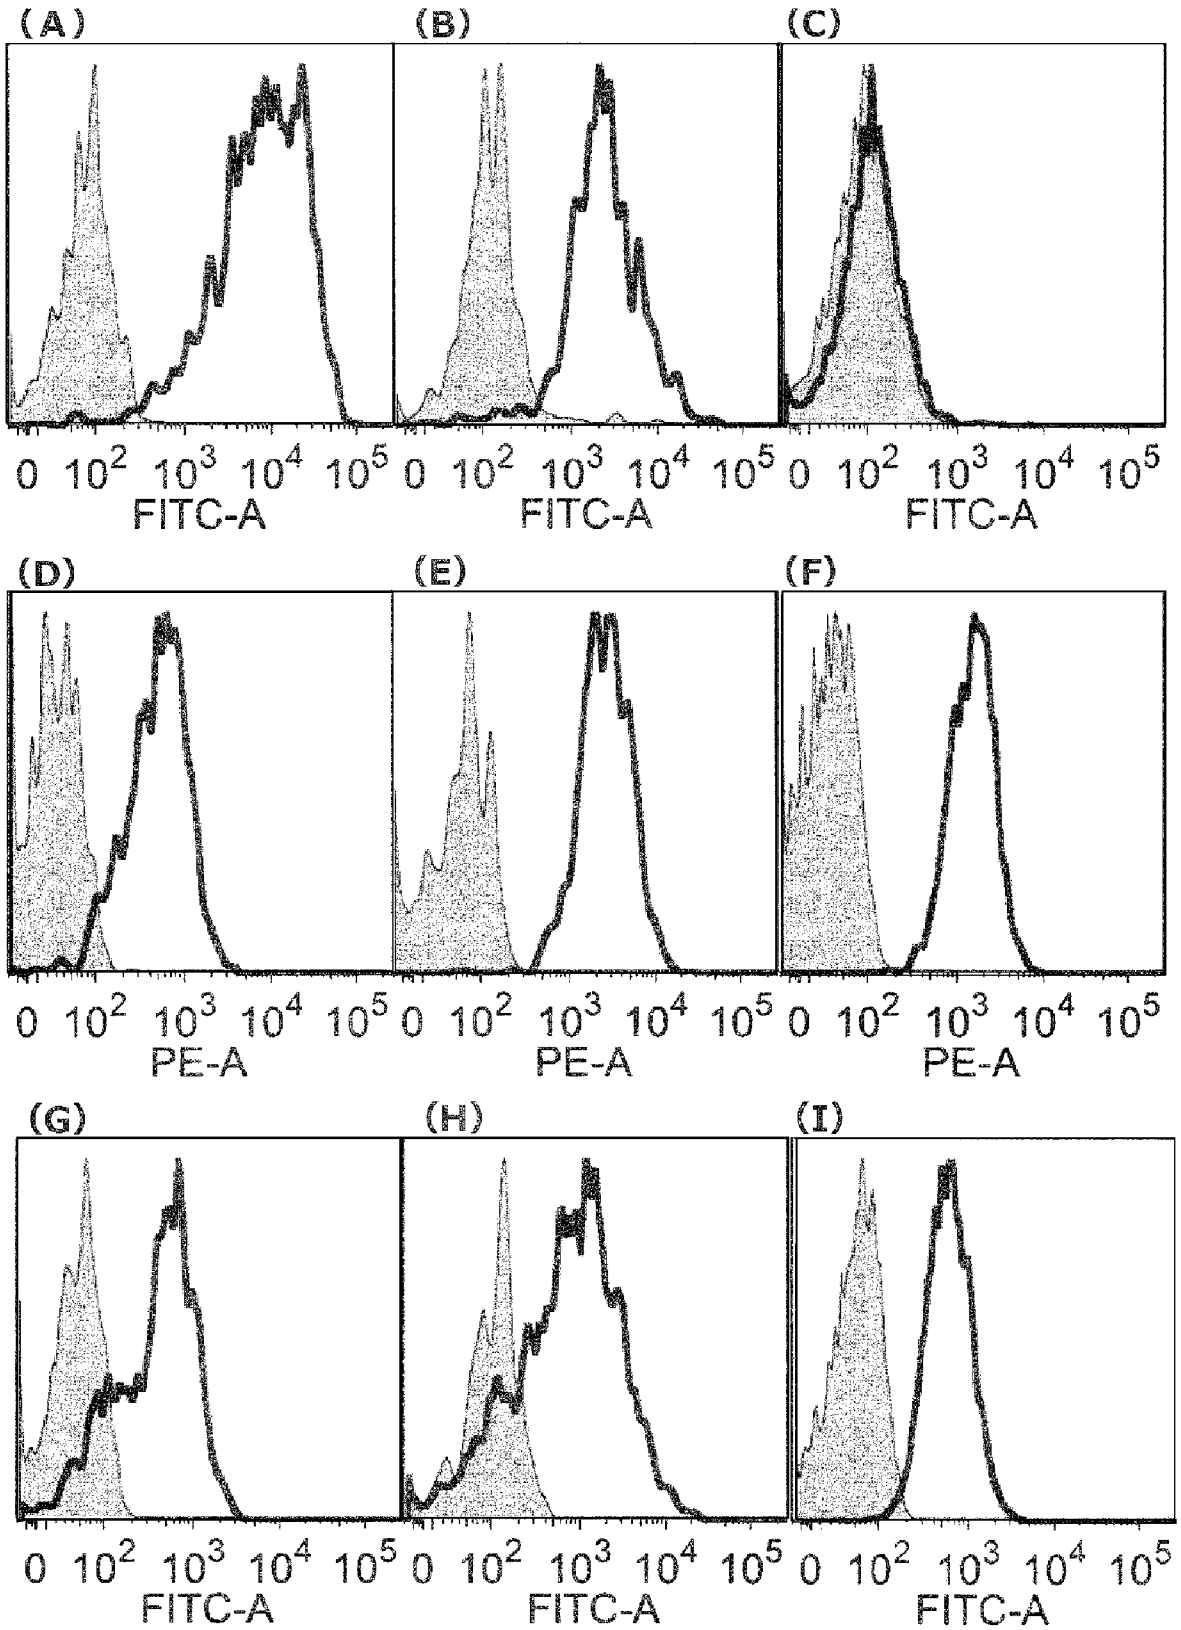 (A) (B) (C)
0 10² 10³ 10⁴ 10⁵ 0 10² 10³ 10⁴ 10⁵ 0 10² 10³ 10⁴ 10⁵
FITC-A FITC-A FITC-A
(D) (E) (F)
0 10² 10³ 10⁴ 10⁵ 0 10² 10³ 10⁴ 10⁵ 0 10² 10³ 10⁴ 10⁵
PE-A PE-A PE-A
(G) (H) (I)
0 10² 10³ 10⁴ 10⁵ 0 10² 10³ 10⁴ 10⁵ 0 10² 10³ 10⁴ 10⁵
FITC-A FITC-A FITC-A